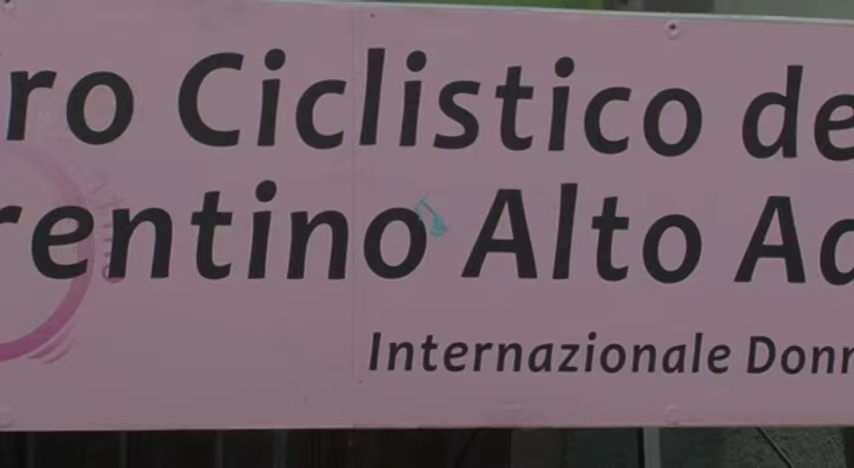 ro Ciclistico de
rentino Alto Ad
Internazionale Donn